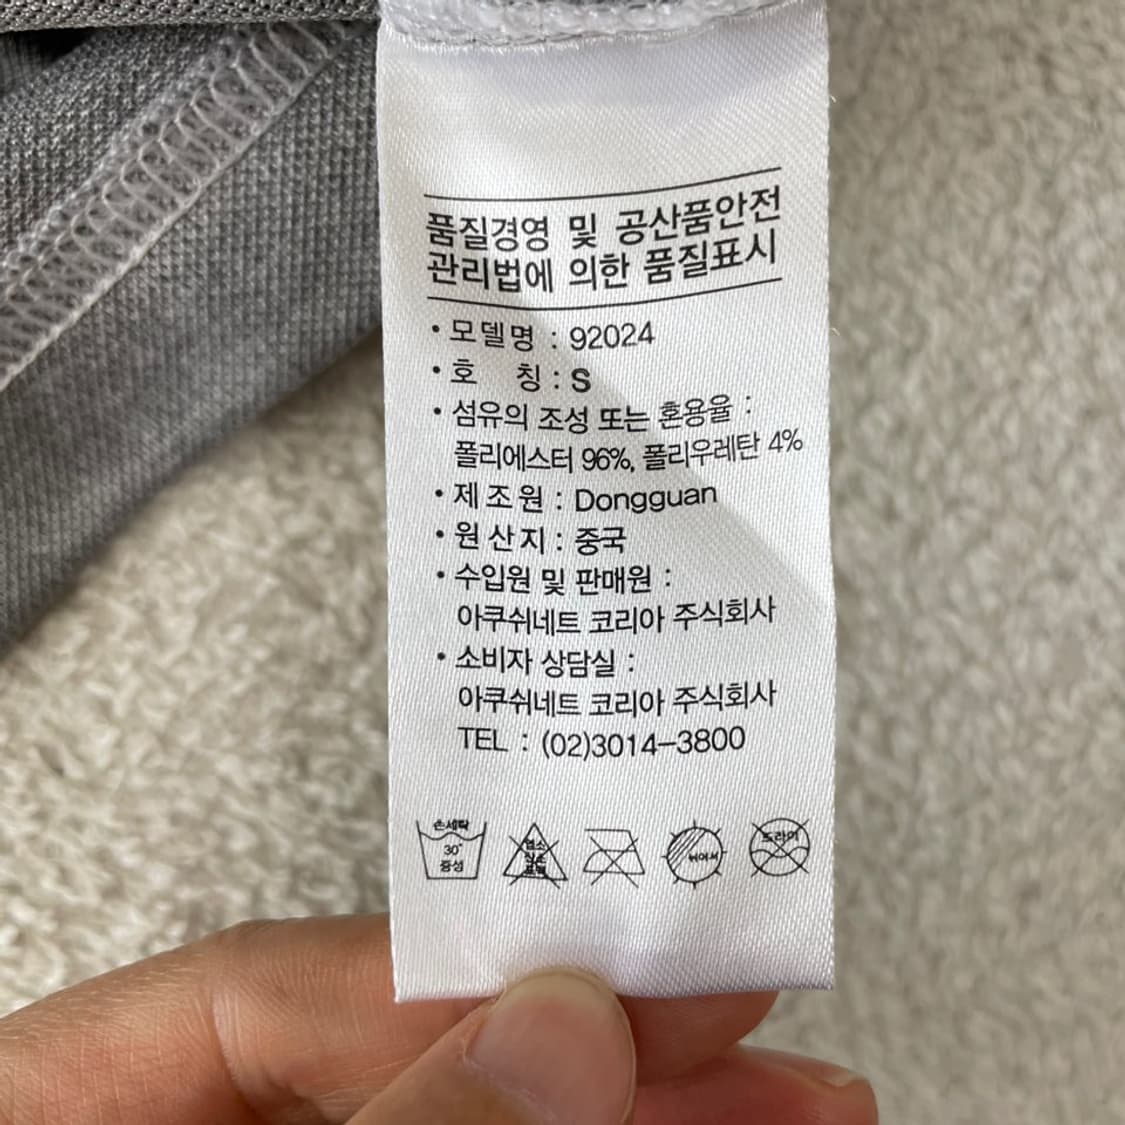 품질경영 및 공산품안전
관리법에 의한 품질표시
• 모델명 : 92024
• 호 칭 : S
• 섬유의 조성 또는 혼용율 :
폴리에스터 96%, 폴리우레탄 4%
• 제조원 : Dongguan
• 원산지 : 중국
• 수입원 및 판매원 :
아쿠쉬네트 코리아 주식회사
• 소비자 상담실 :
아쿠쉬네트 코리아 주식회사
TEL : (02)3014-3800
손세탁
30°
중성
뉘어서
드라이